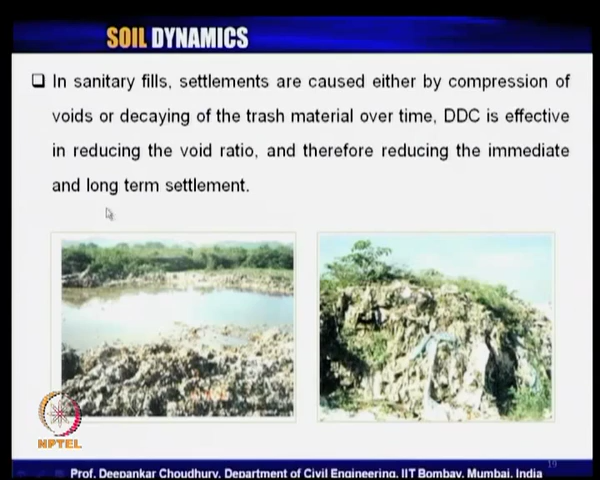 SOIL DYNAMICS
In sanitary fills, settlements are caused either by compression of
voids or decaying of the trash material over time, DDC is effective
in reducing the void ratio, and therefore reducing the immediate
and long term settlement.
NPTEL
19
Prof. Deepankar Choudhury, Department of Civil Engineering, IIT Bombay, Mumbai, India